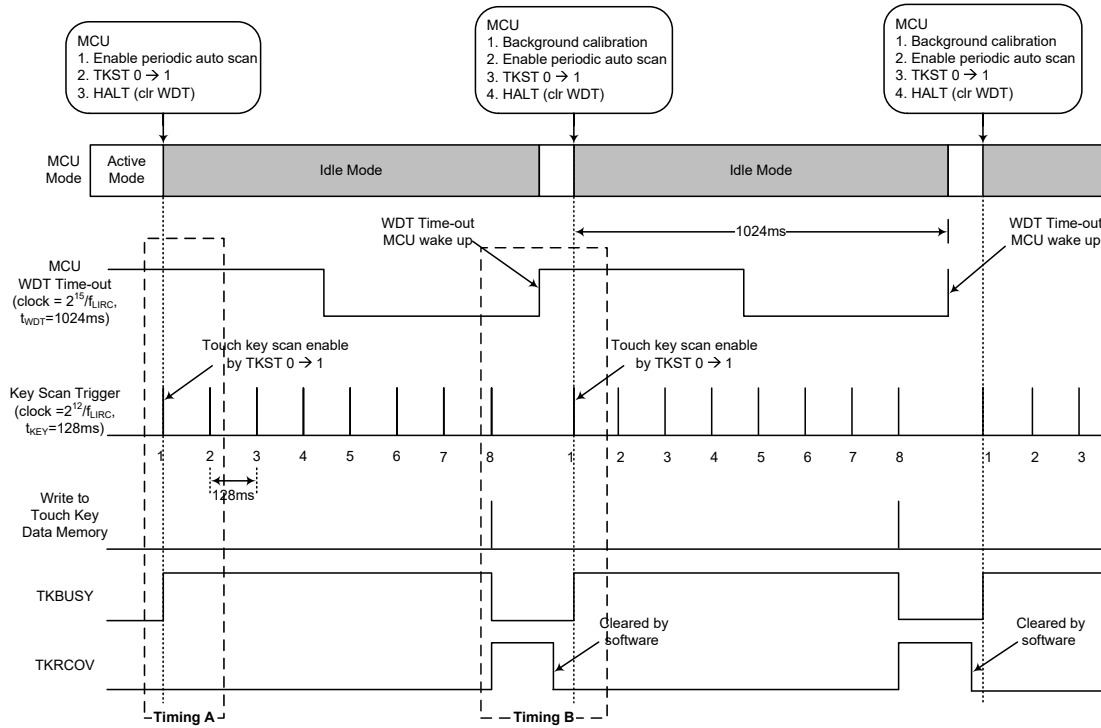 MCU
1. Enable periodic auto scan
2. TKST 0 → 1
3. HALT (clr WDT)
MCU
1. Background calibration
2. Enable periodic auto scan
3. TKST 0 → 1
4. HALT (clr WDT)
MCU
1. Background calibration
2. Enable periodic auto scan
3. TKST 0 → 1
4. HALT (clr WDT)
MCU
Mode
Active
Mode
Idle Mode
Idle Mode
WDT Time-out
MCU wake up
1024ms
WDT Time-out
MCU wake up
MCU
WDT Time-out
(clock = 2^15/fLIRC,
tWDT=1024ms)
Touch key scan enable
by TKST 0 → 1
Touch key scan enable
by TKST 0 → 1
Key Scan Trigger
(clock =2^12/fLIRC,
tKEY=128ms)
1 2 3 4 5 6 7 8 1 2 3 4 5 6 7 8 1 2 3
128ms
Write to
Touch Key
Data Memory
TKBUSY
Cleared by
software
Cleared by
software
TKRCOV
Timing A
Timing B